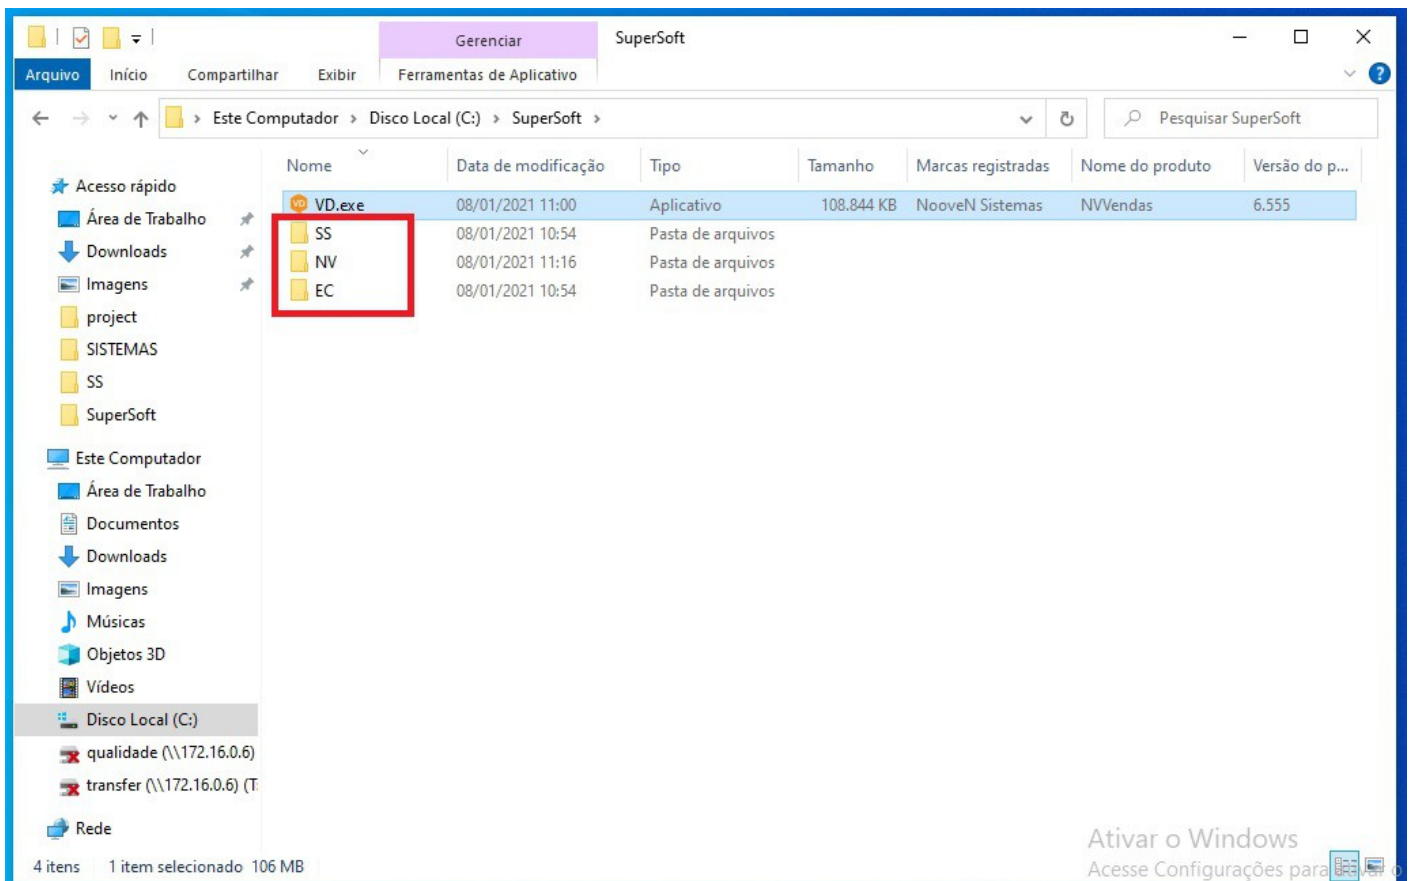 Gerenciar SuperSoft
Arquivo Início Compartilhar Exibir Ferramentas de Aplicativo
Este Computador Disco Local (C:) SuperSoft Pesquisar SuperSoft
Nome Data de modificação Tipo Tamanho Marcas registradas Nome do produto Versão do p...
VD.exe 08/01/2021 11:00 Aplicativo 108.844 KB NooveN Sistemas NVVendas 6.555
SS 08/01/2021 10:54 Pasta de arquivos
NV 08/01/2021 11:16 Pasta de arquivos
EC 08/01/2021 10:54 Pasta de arquivos
Acesso rápido
Área de Trabalho
Downloads
Imagens
project
SISTEMAS
SS
SuperSoft
Este Computador
Área de Trabalho
Documentos
Downloads
Imagens
Músicas
Objetos 3D
Vídeos
Disco Local (C:)
qualidade (\\172.16.0.6)
transfer (\\172.16.0.6) (T:
Rede
4 itens 1 item selecionado 106 MB
Ativar o Windows
Acesse Configurações para ativar o